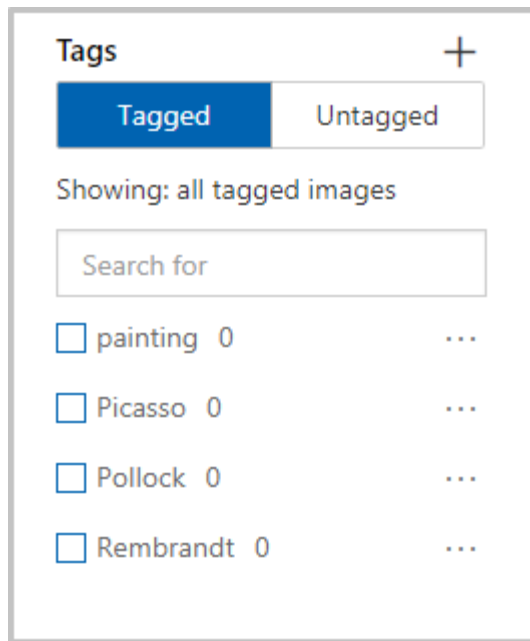 Tags +
Tagged Untagged
Showing: all tagged images
Search for
painting 0 ...
Picasso 0 ...
Pollock 0 ...
Rembrandt 0 ...